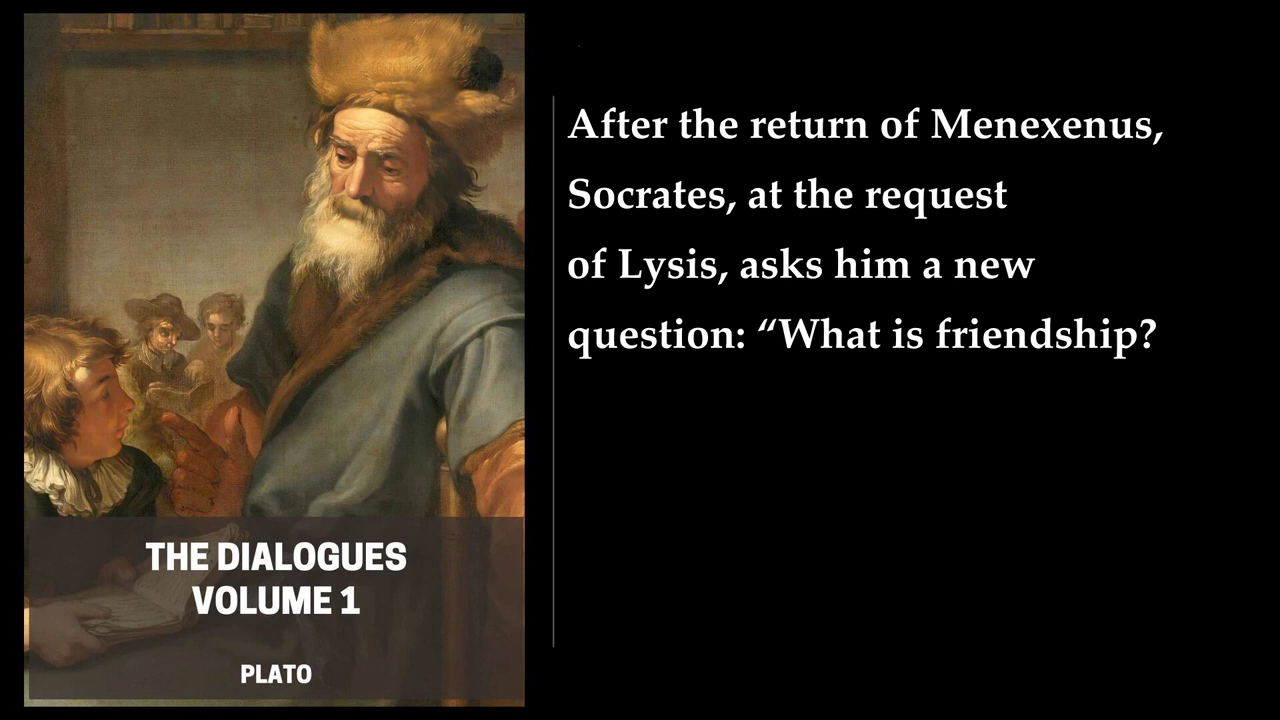 After the return of Menexenus,
Socrates, at the request
of Lysis, asks him a new
question: “What is friendship?
THE DIALOGUES
VOLUME 1
PLATO